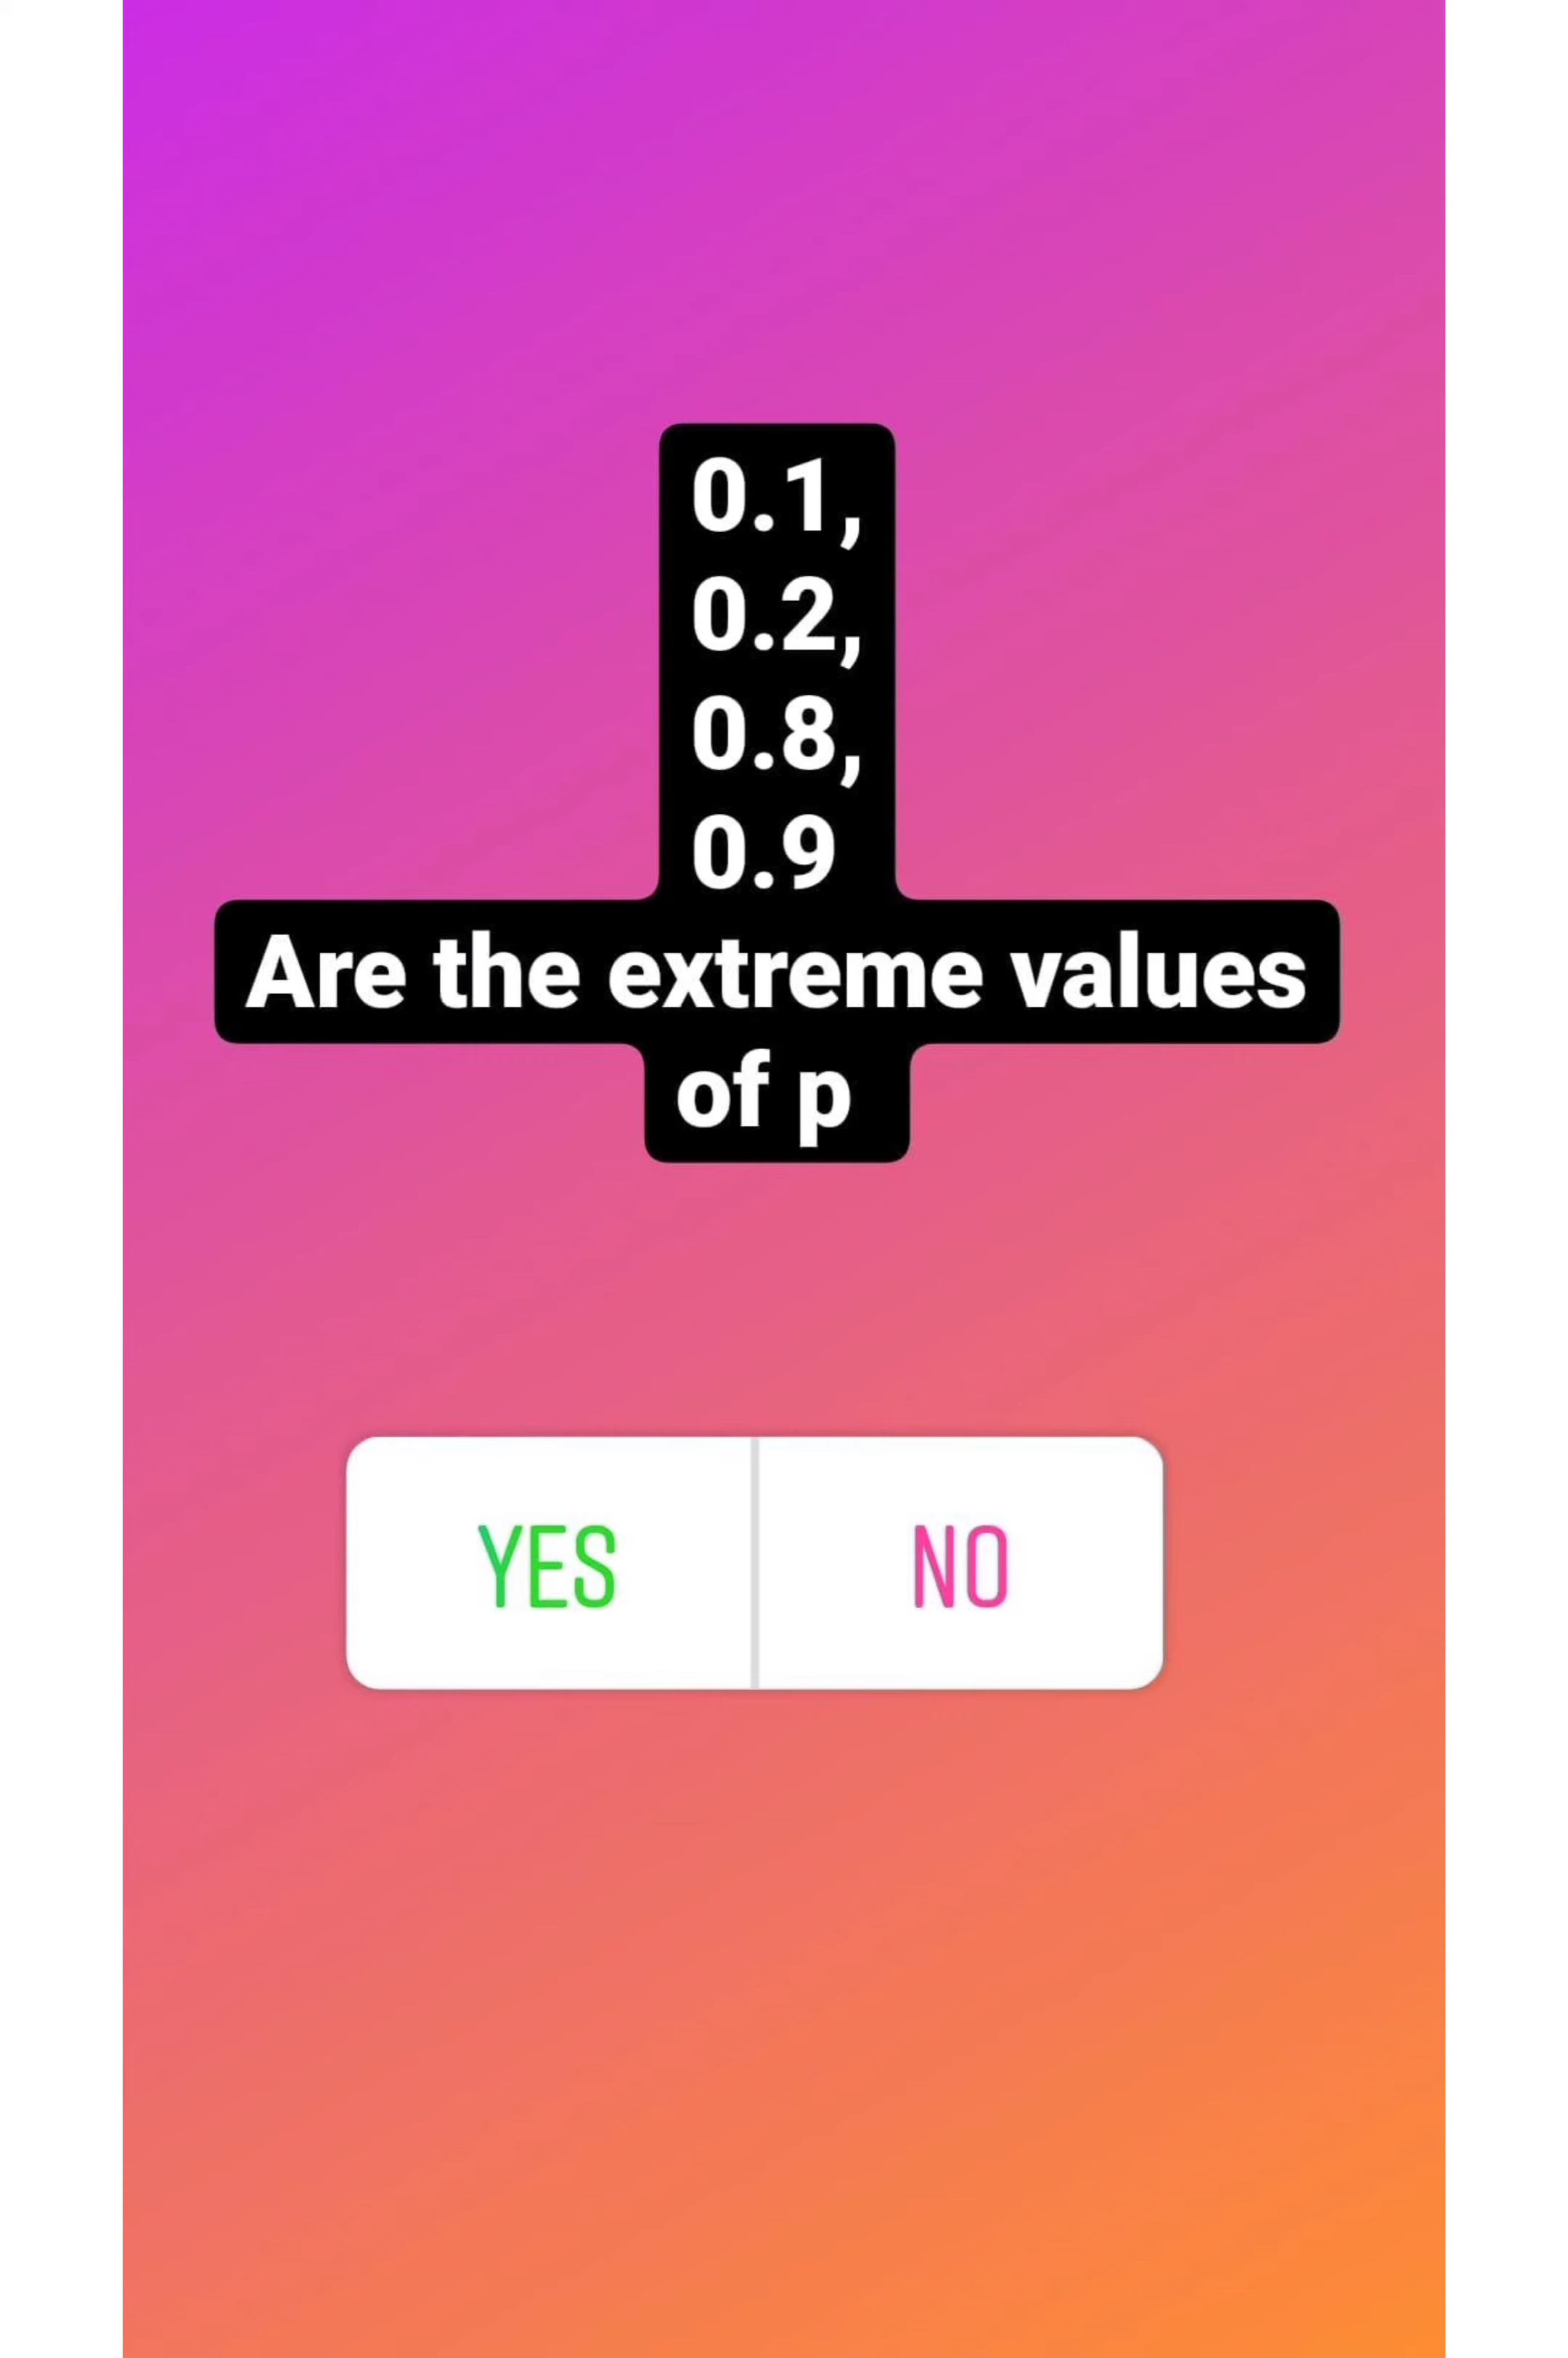 0.1,
0.2,
0.8,
0.9
Are the extreme values
of p
YES
NO